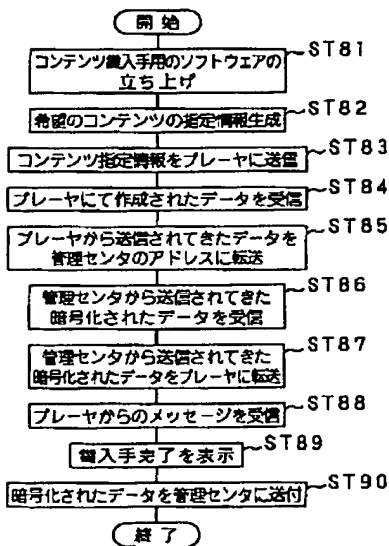 開始
ST81
コンテンツ鍵入手用のソフトウェアの
立ち上げ
ST82
希望のコンテンツの指定情報生成
ST83
コンテンツ指定情報をプレーヤに送信
ST84
プレーヤにて作成されたデータを受信
ST85
プレーヤから送信されてきたデータを
管理センタのアドレスに転送
ST86
管理センタから送信されてきた
暗号化されたデータを受信
ST87
管理センタから送信されてきた
暗号化されたデータをプレーヤに転送
ST88
プレーヤからのメッセージを受信
ST89
鍵入手完了を表示
ST90
暗号化されたデータを管理センタに送付
終了